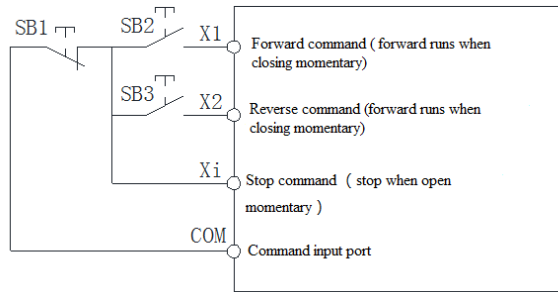 SB1
SB2
X1
Forward command ( forward runs when
closing momentary)
SB3
X2
Reverse command (forward runs when
closing momentary)
Xi
Stop command ( stop when open
momentary )
COM
Command input port